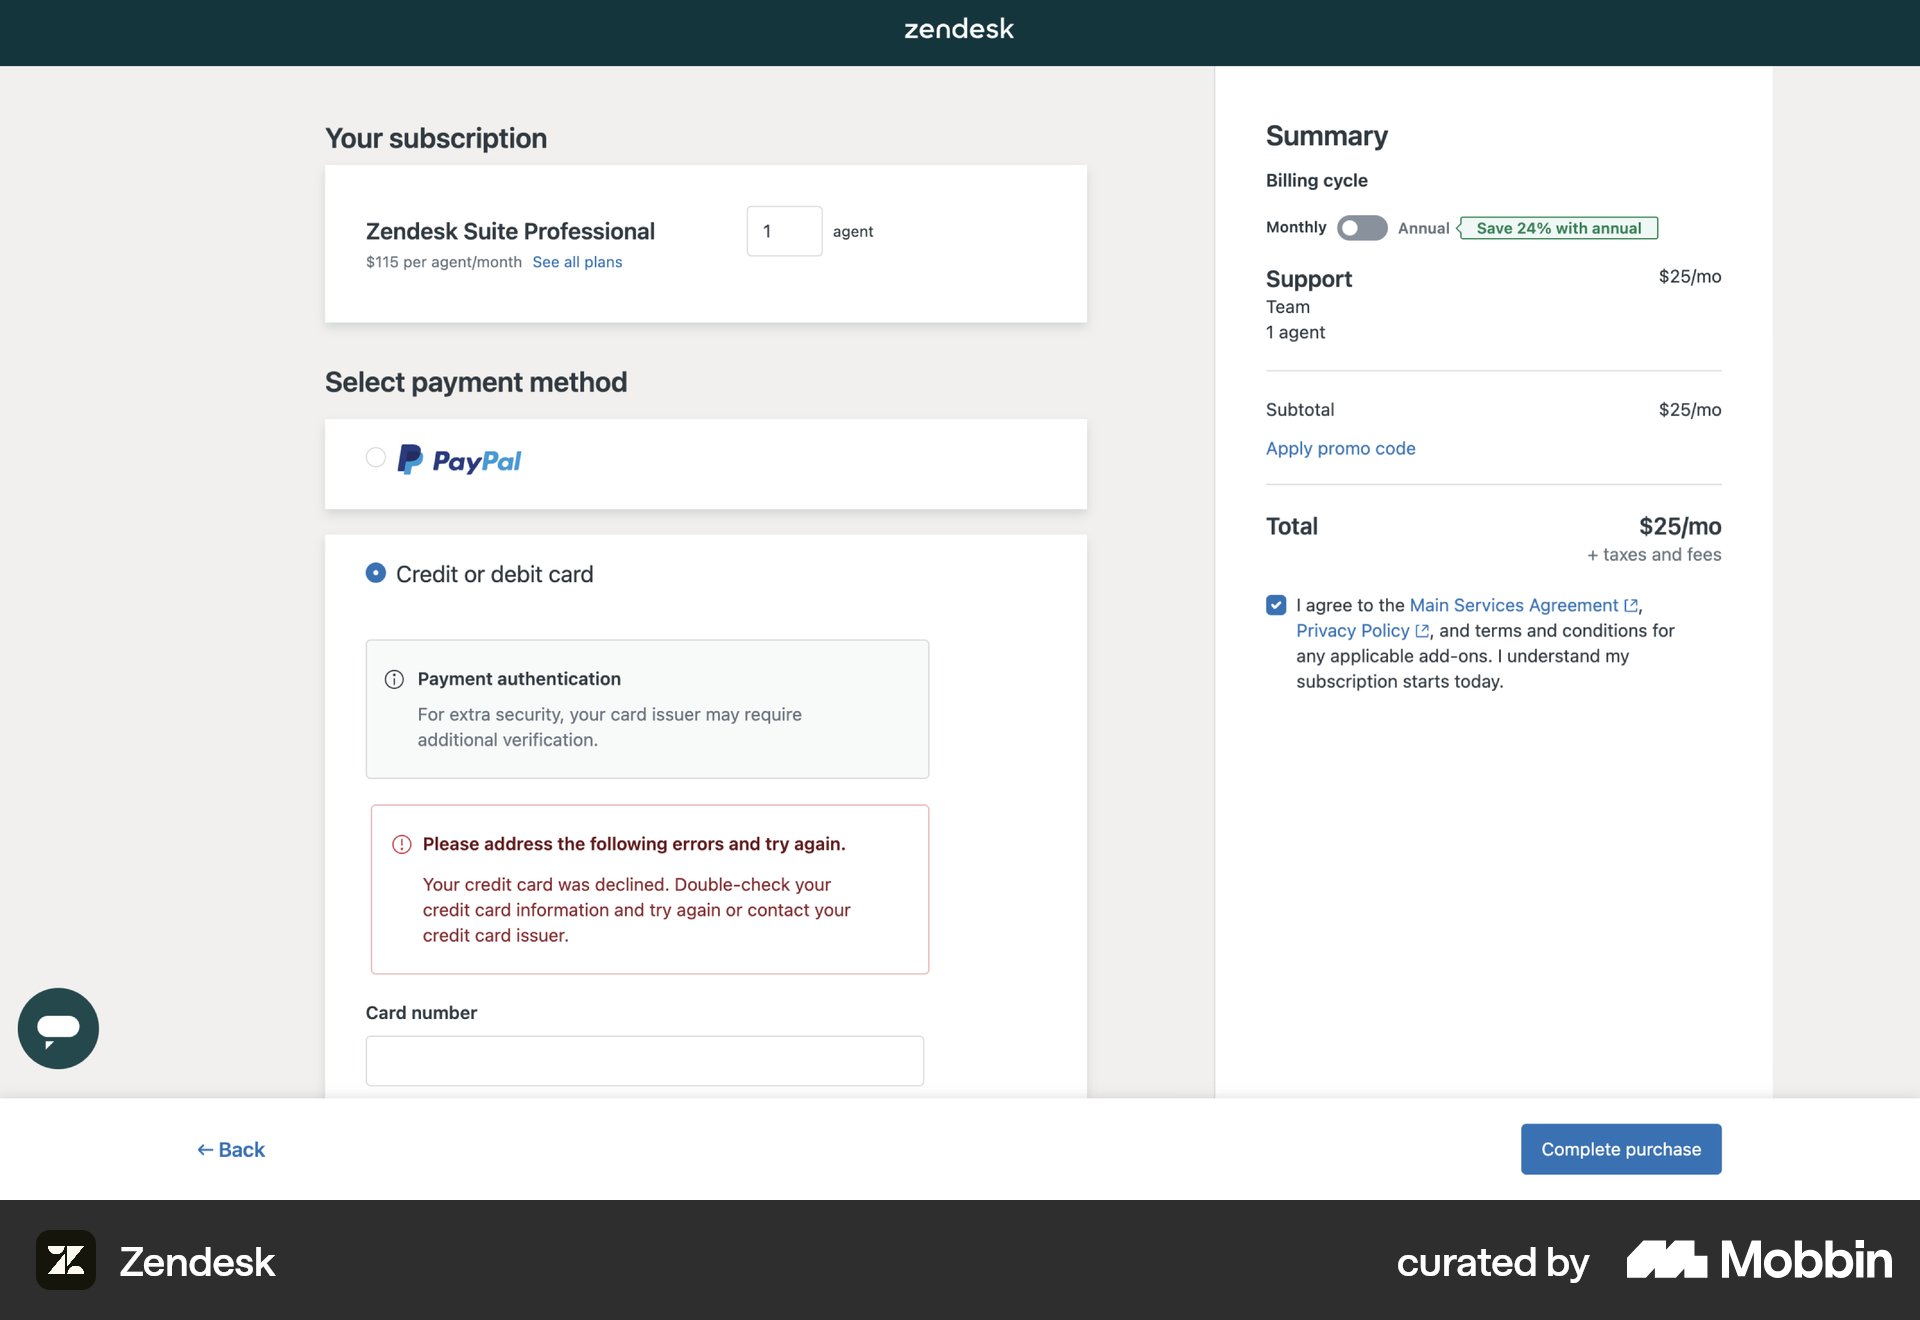 zendesk
Your subscription
Zendesk Suite Professional
1
agent
$115 per agent/month See all plans
Select payment method
PayPal
Credit or debit card
Payment authentication
For extra security, your card issuer may require
additional verification.
Please address the following errors and try again.
Your credit card was declined. Double-check your
credit card information and try again or contact your
credit card issuer.
Card number
Summary
Billing cycle
Monthly Annual Save 24% with annual
Support $25/mo
Team
1 agent
Subtotal $25/mo
Apply promo code
Total $25/mo
+ taxes and fees
I agree to the Main Services Agreement,
Privacy Policy, and terms and conditions for
any applicable add-ons. I understand my
subscription starts today.
← Back
Complete purchase
Zendesk
curated by Mobbin